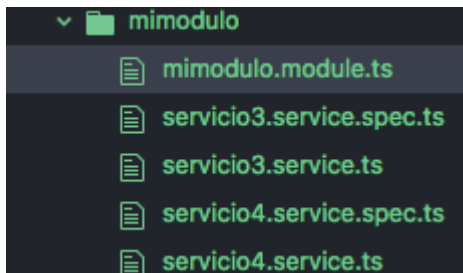 mimodulo
mimodulo.module.ts
servicio3.service.spec.ts
servicio3.service.ts
servicio4.service.spec.ts
servicio4.service.ts